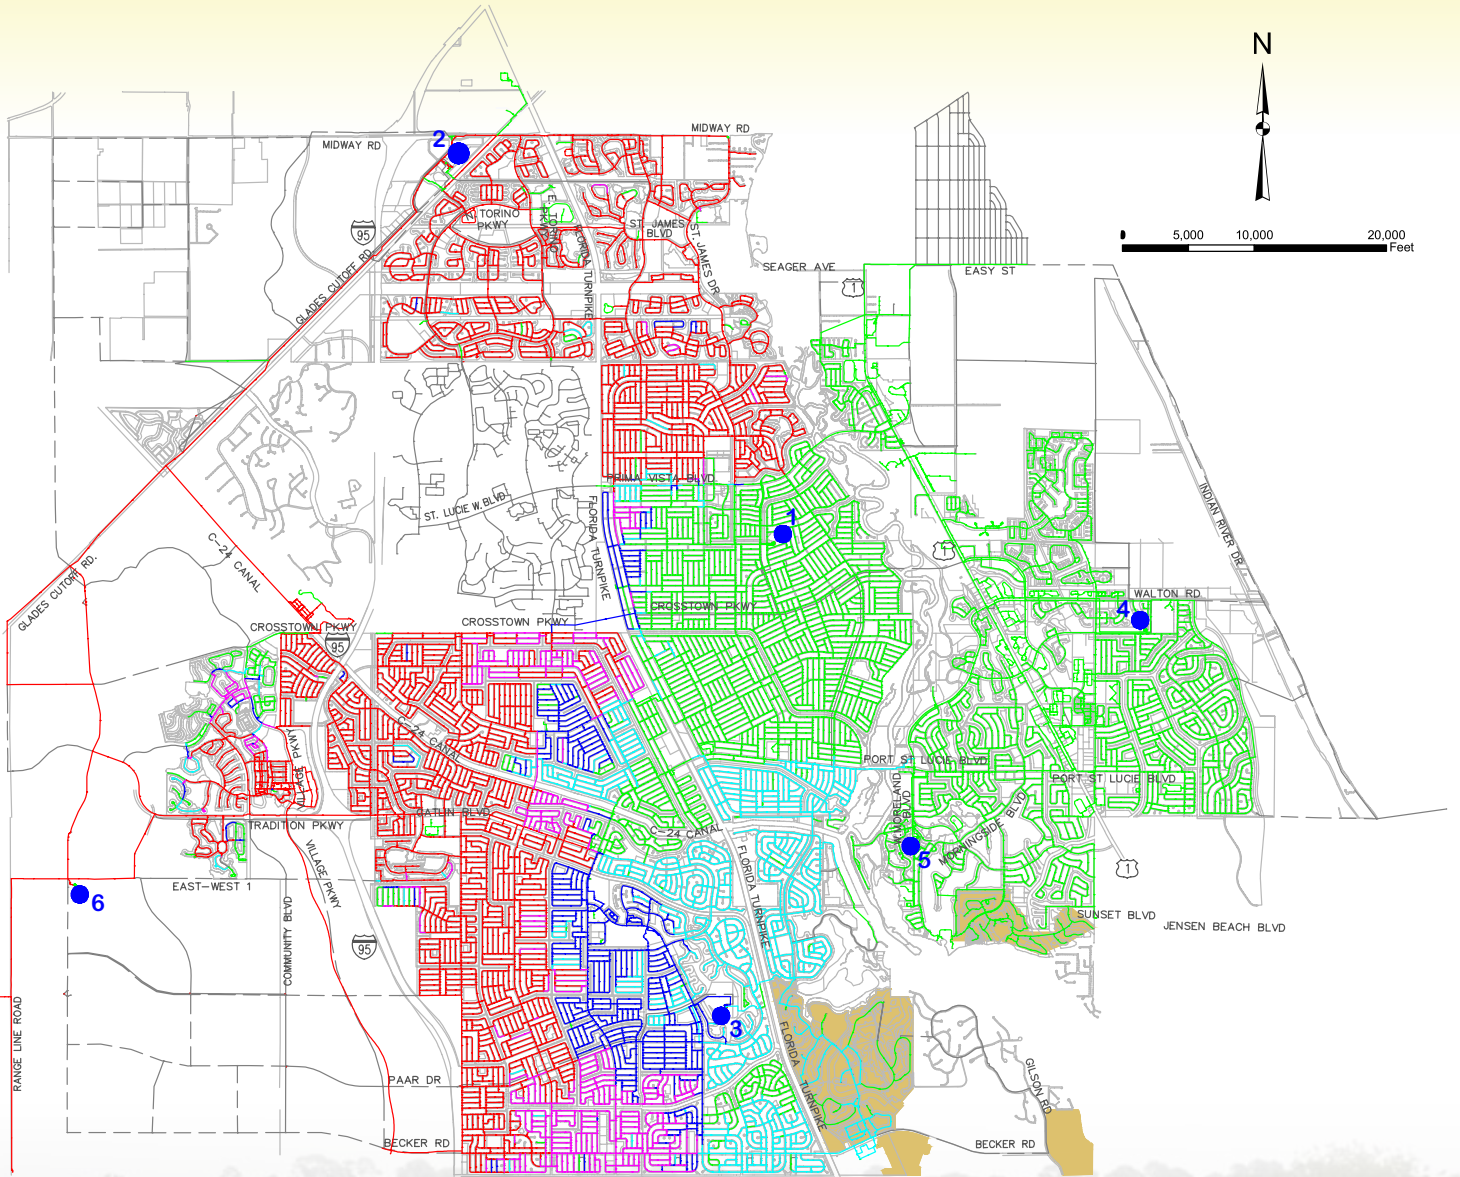 N
MIDWAY RD
2
MIDWAY RD
N. TORINO
PKWY
E. TORINO
PKWY
ST. JAMES
BLVD
95
FLORIDA TURNPIKE
ST. JAMES DR
0
5,000
10,000
20,000
Feet
SEAGER AVE
EASY ST
1
GLADES CUTOFF RD
PRIMA VISTA BLVD.
ST. LUCIE W. BLVD
FLORIDA TURNPIKE
1
1
INDIAN RIVER DR
C-24 CANAL
GLADES CUTOFF RD.
WALTON RD
4
CROSSTOWN PKWY
CROSSTOWN PKWY
CROSSTOWN PKWY
95
C-24 CANAL
VILLAGE PKWY
PORT ST LUCIE BLVD
PORT ST LUCIE BLVD
GATLIN BLVD
TRADITION PKWY
C-24 CANAL
W.MORELAND
BLVD
MORNINGSIDE BLVD
5
1
FLORIDA TURNPIKE
VILLAGE PKWY
EAST-WEST 1
6
SUNSET BLVD
JENSEN BEACH BLVD
COMMUNITY BLVD
95
3
RANGE LINE ROAD
FLORIDA TURNPIKE
PAAR DR
GILSON RD
BECKER RD
BECKER RD